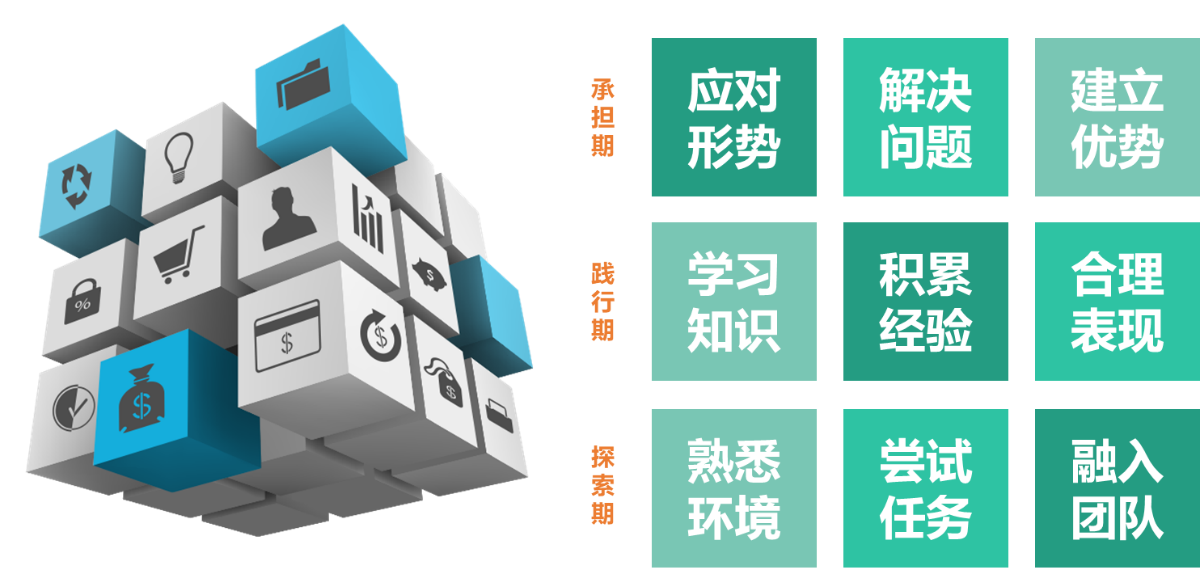 承担期
应对
形势
解决
问题
建立
优势
践行期
学习
知识
积累
经验
合理
表现
探索期
熟悉
环境
尝试
任务
融入
团队
%
$
$
$
$
$